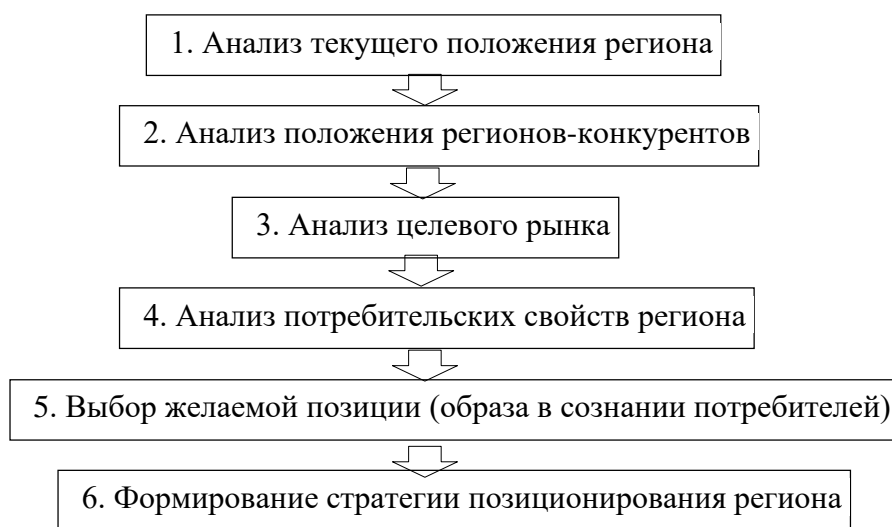 1. Анализ текущего положения региона
2. Анализ положения регионов-конкурентов
3. Анализ целевого рынка
4. Анализ потребительских свойств региона
5. Выбор желаемой позиции (образа в сознании потребителей)
6. Формирование стратегии позиционирования региона